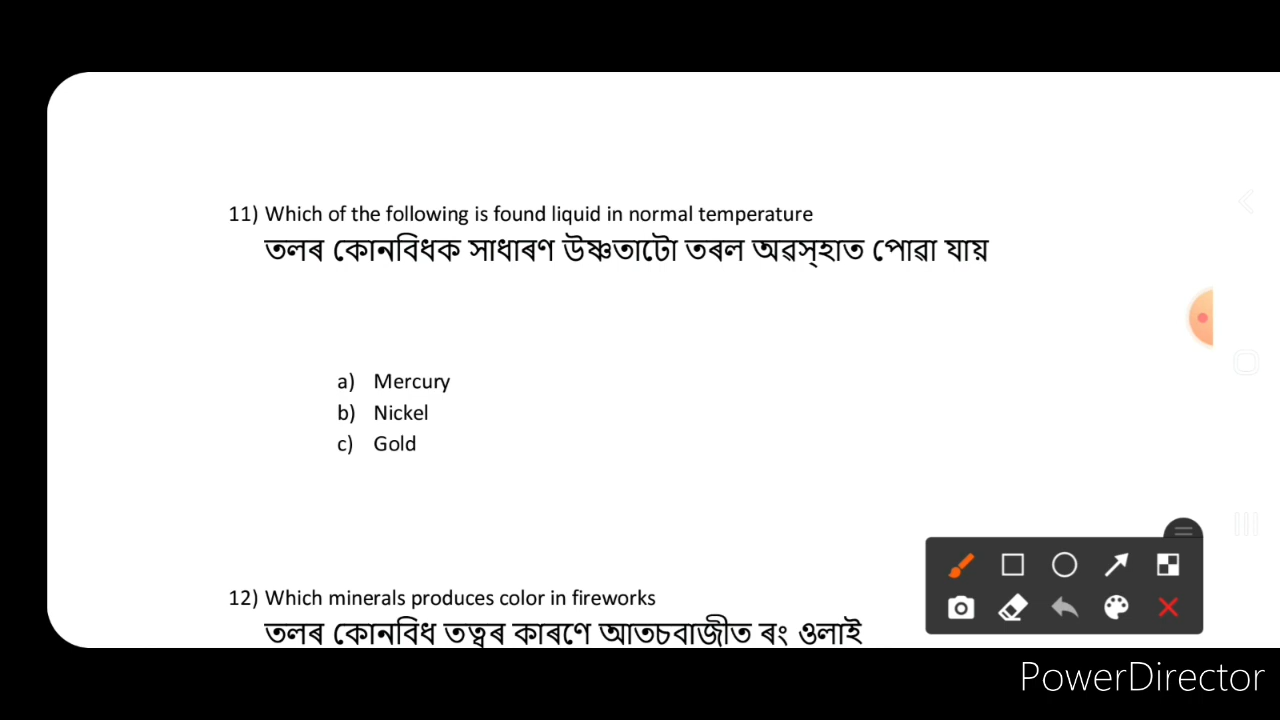 11) Which of the following is found liquid in normal temperature
তলৰ কোনবিধক সাধাৰণ উষ্ণতাটো তৰল অৱস্হাত পোৱা যায়
a) Mercury
b) Nickel
c) Gold
12) Which minerals produces color in fireworks
তলৰ কোনবিধ তত্বৰ কাৰণে আতচবাজীত ৰং ওলাই
PowerDirector